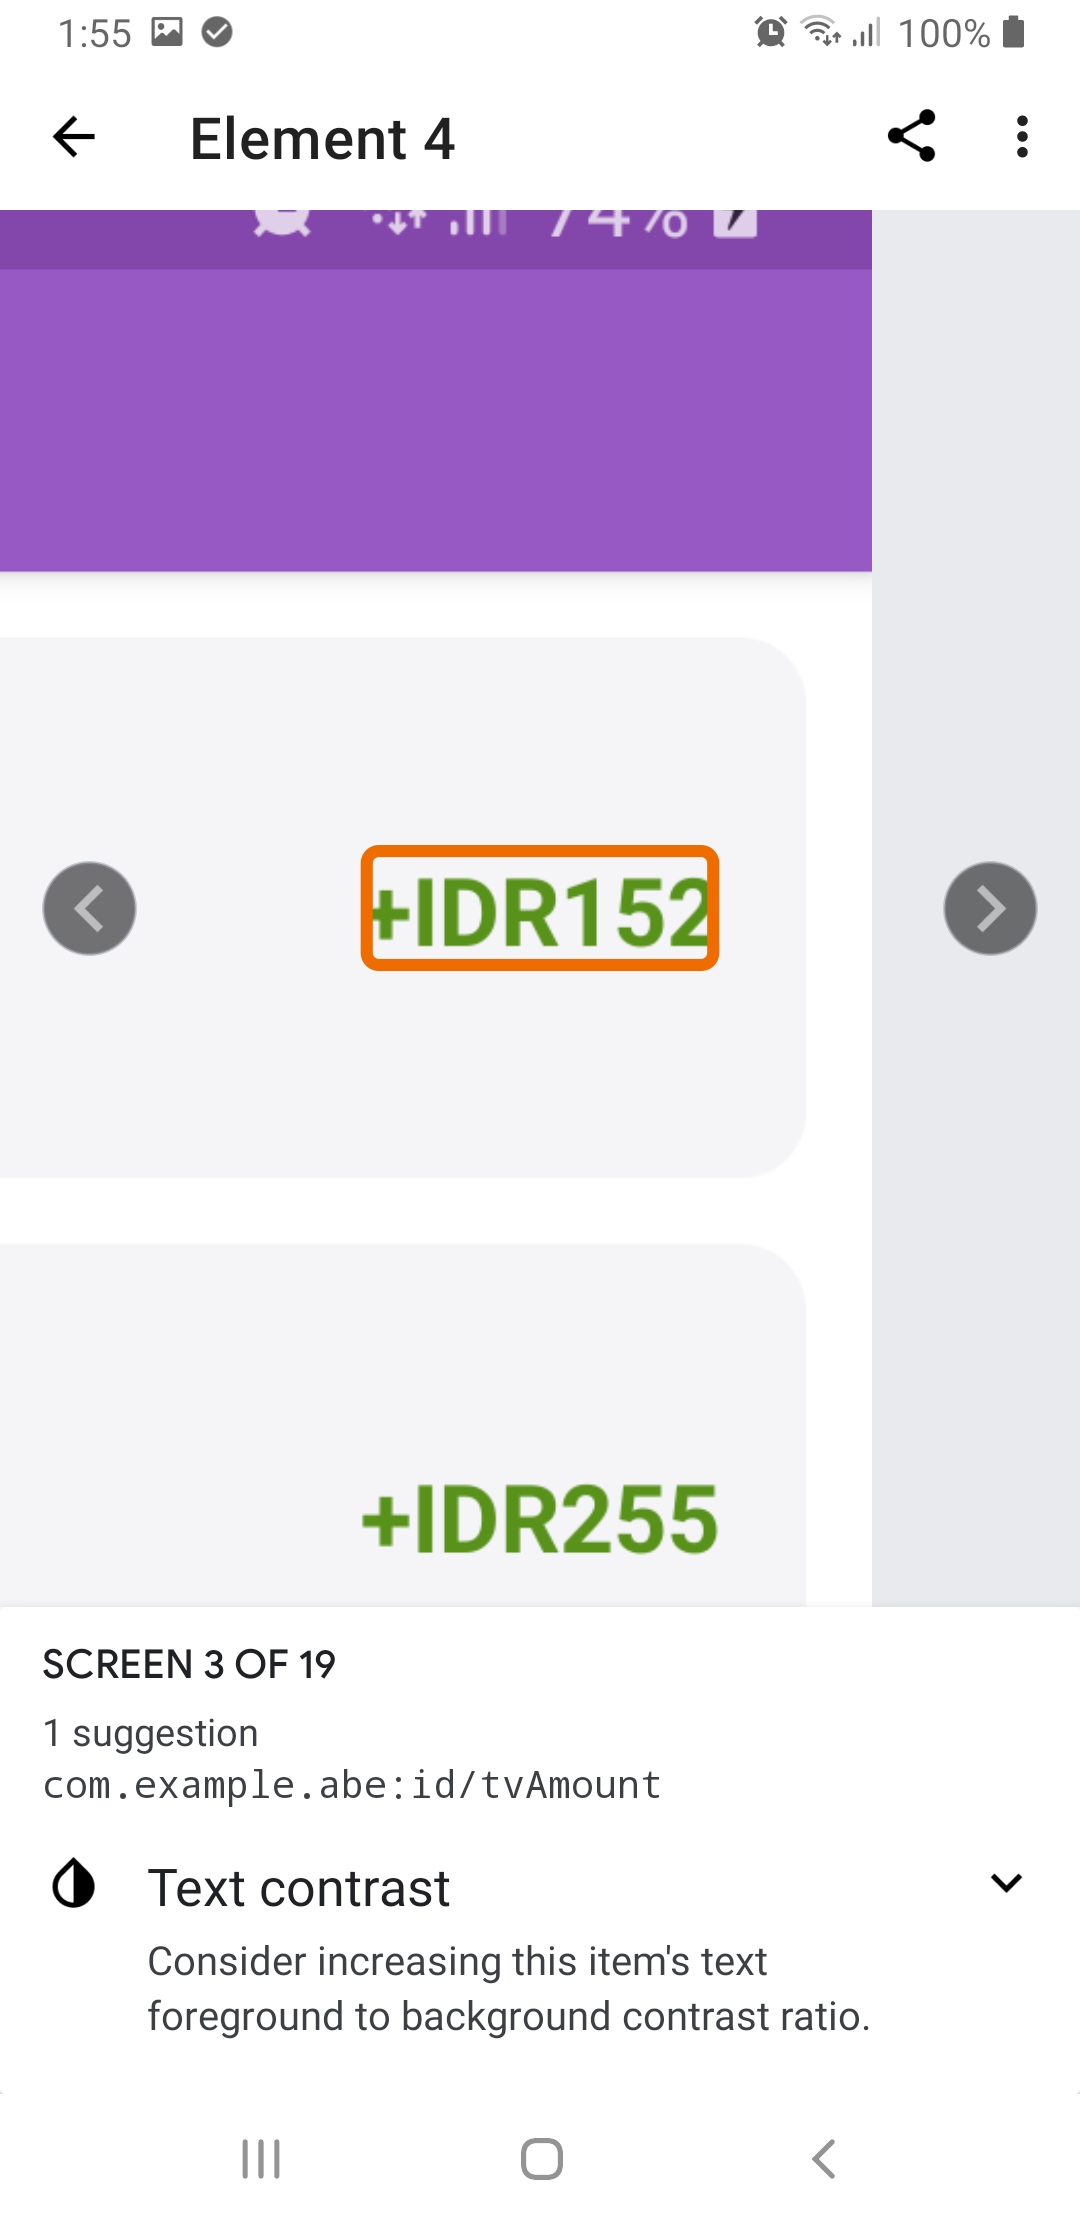 1:55 100%
Element 4
74%
+IDR152
+IDR255
SCREEN 3 OF 19
1 suggestion
com.example.abe:id/tvAmount
Text contrast
Consider increasing this item's text
foreground to background contrast ratio.